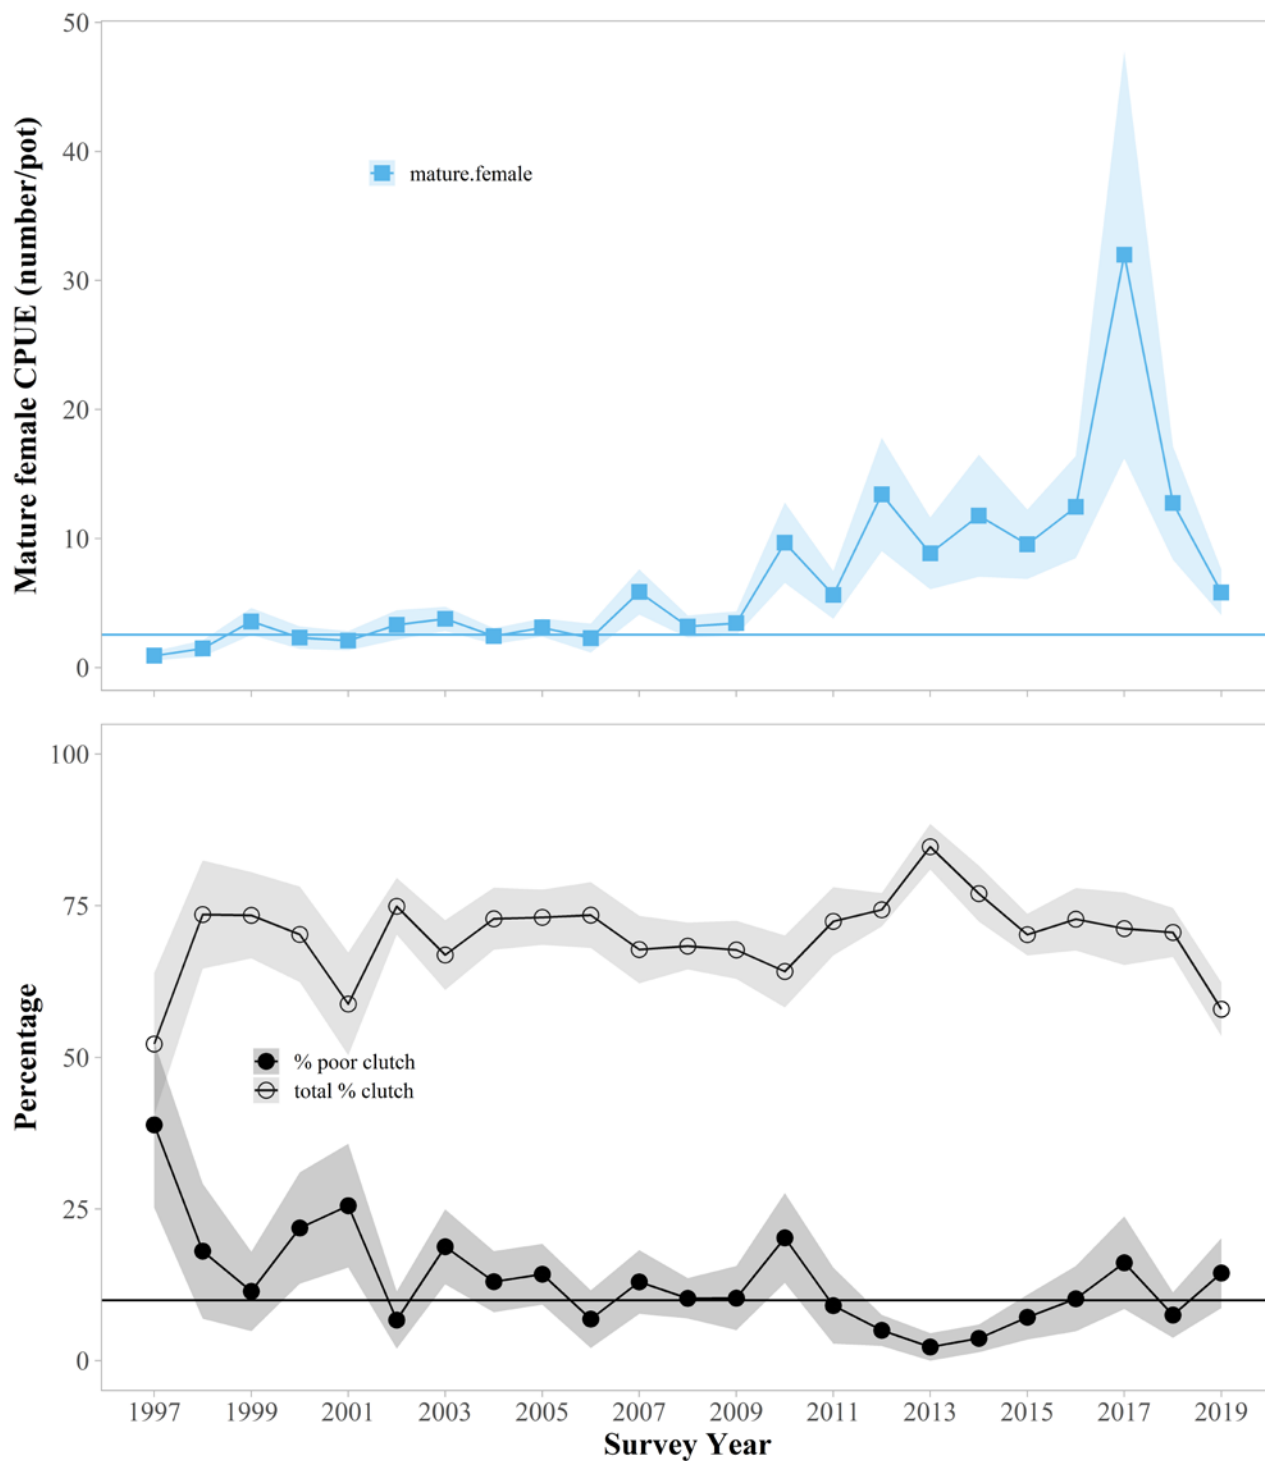 Mature female CPUE (number/pot)
50
40
30
20
10
0
mature.female
Percentage
100
75
50
25
0
% poor clutch
total % clutch
1997 1999 2001 2003 2005 2007 2009 2011 2013 2015 2017 2019
Survey Year